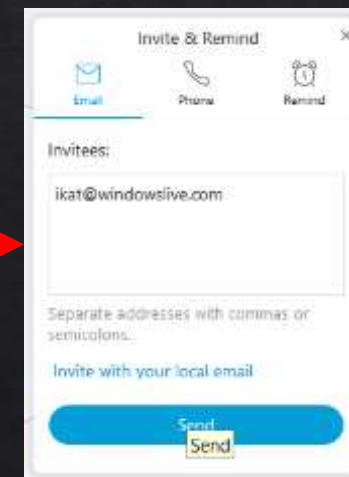 Invite & Remind
Email Phone Remind
Invitees:
ikat@windowslive.com
Separate addresses with commas or
semicolons.
Invite with your local email
Send
Send